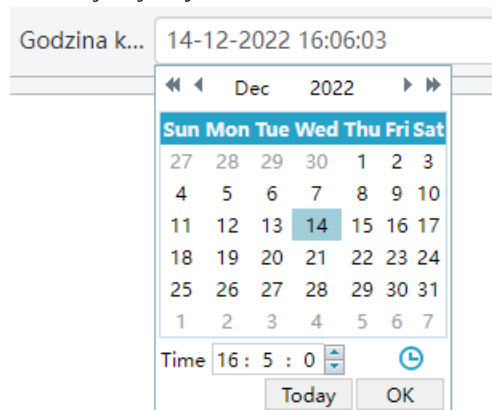 Godzina k... 14-12-2022 16:06:03
Dec 2022
Sun Mon Tue Wed Thu Fri Sat
27 28 29 30 1 2 3
4 5 6 7 8 9 10
11 12 13 14 15 16 17
18 19 20 21 22 23 24
25 26 27 28 29 30 31
1 2 3 4 5 6 7
Time 16 : 5 : 0
Today OK